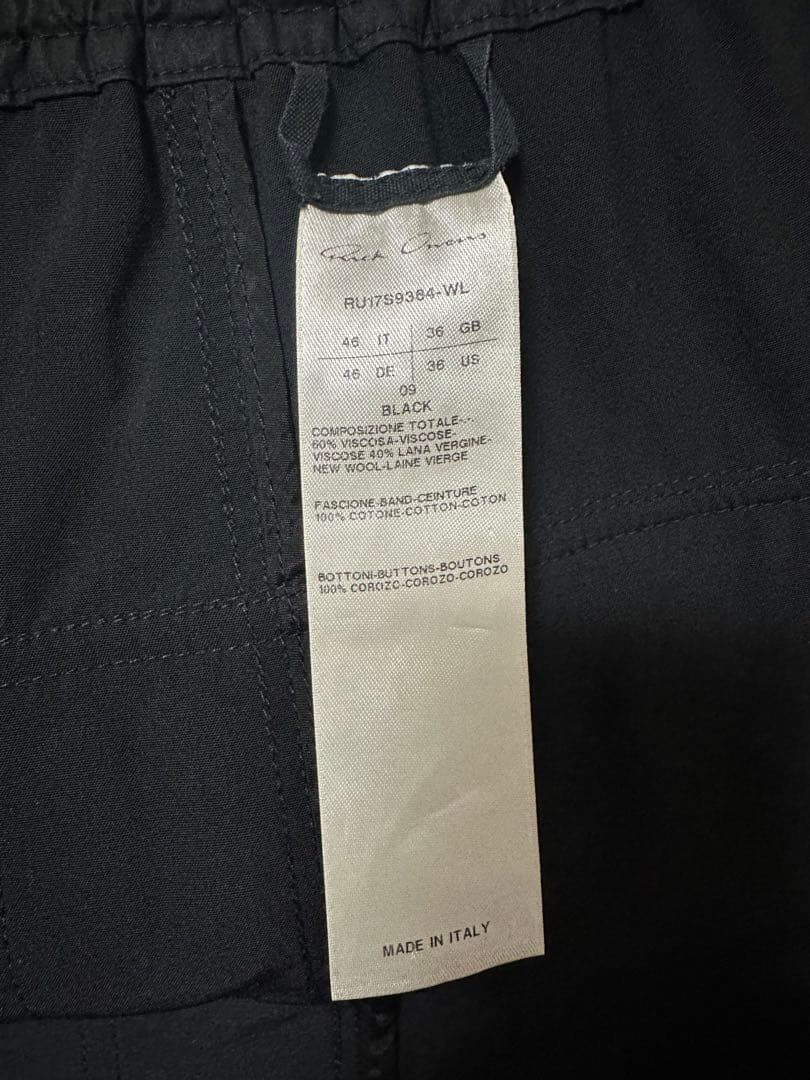 Rick Owens
RU17S9384-WL
46 IT 36 GB
46 DE 36 US
09
BLACK
COMPOSIZIONE TOTALE-.-.
60% VISCOSA-VISCOSE-
VISCOSE 40% LANA VERGINE-
NEW WOOL-LAINE VIERGE
FASCIONE-BAND-CEINTURE
100% COTONE-COTTON-COTON
BOTTONI-BUTTONS-BOUTONS
100% COROZO-COROZO-COROZO
MADE IN ITALY